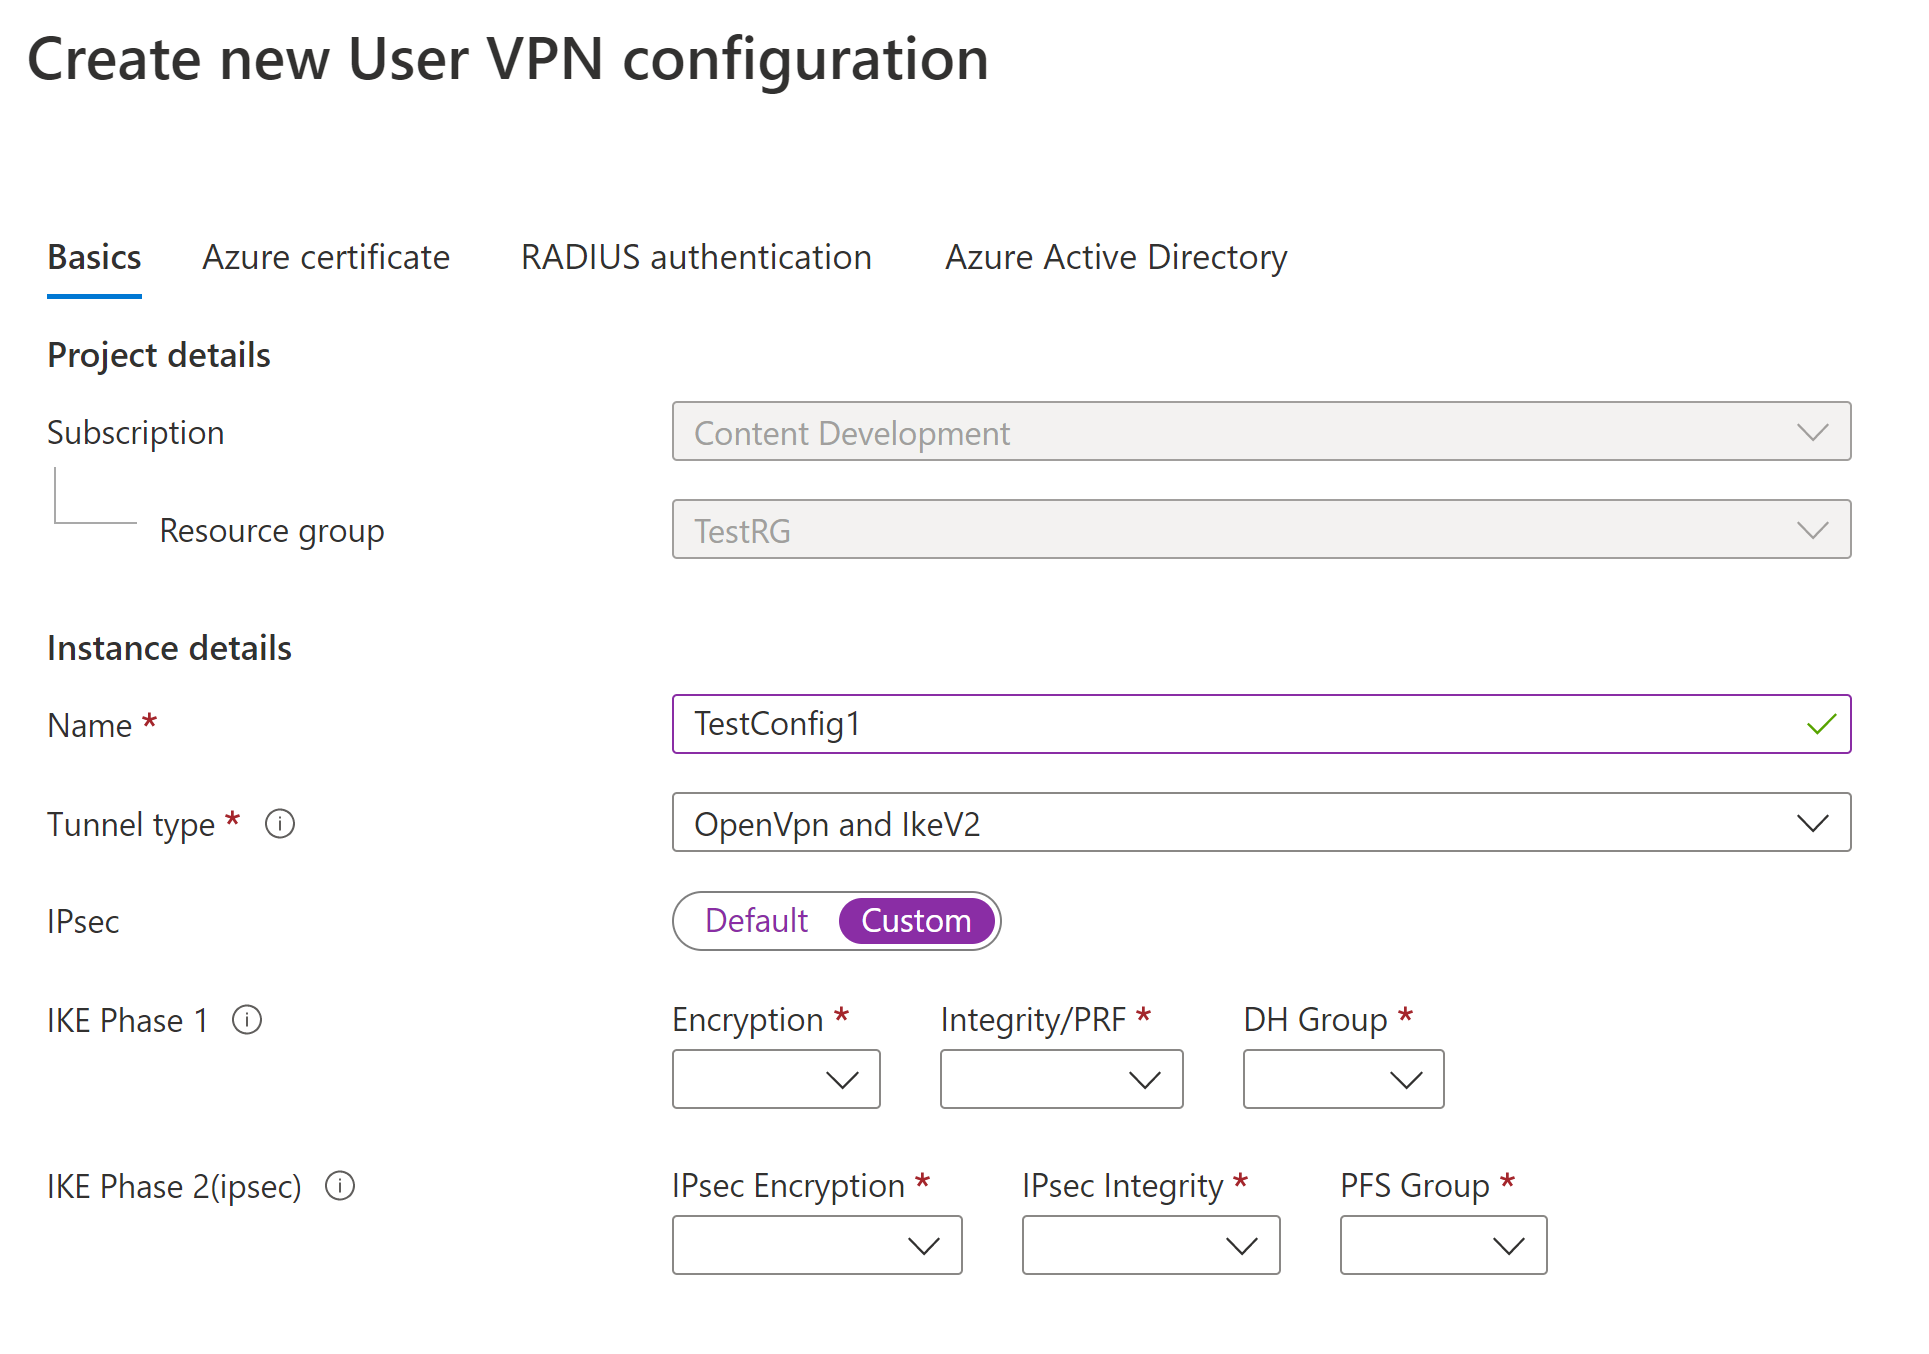 Create new User VPN configuration
Basics Azure certificate RADIUS authentication Azure Active Directory
Project details
Subscription Content Development
Resource group TestRG
Instance details
Name * TestConfig1
Tunnel type * OpenVpn and IkeV2
IPsec Default Custom
IKE Phase 1 Encryption * Integrity/PRF * DH Group *
IKE Phase 2(ipsec) IPsec Encryption * IPsec Integrity * PFS Group *